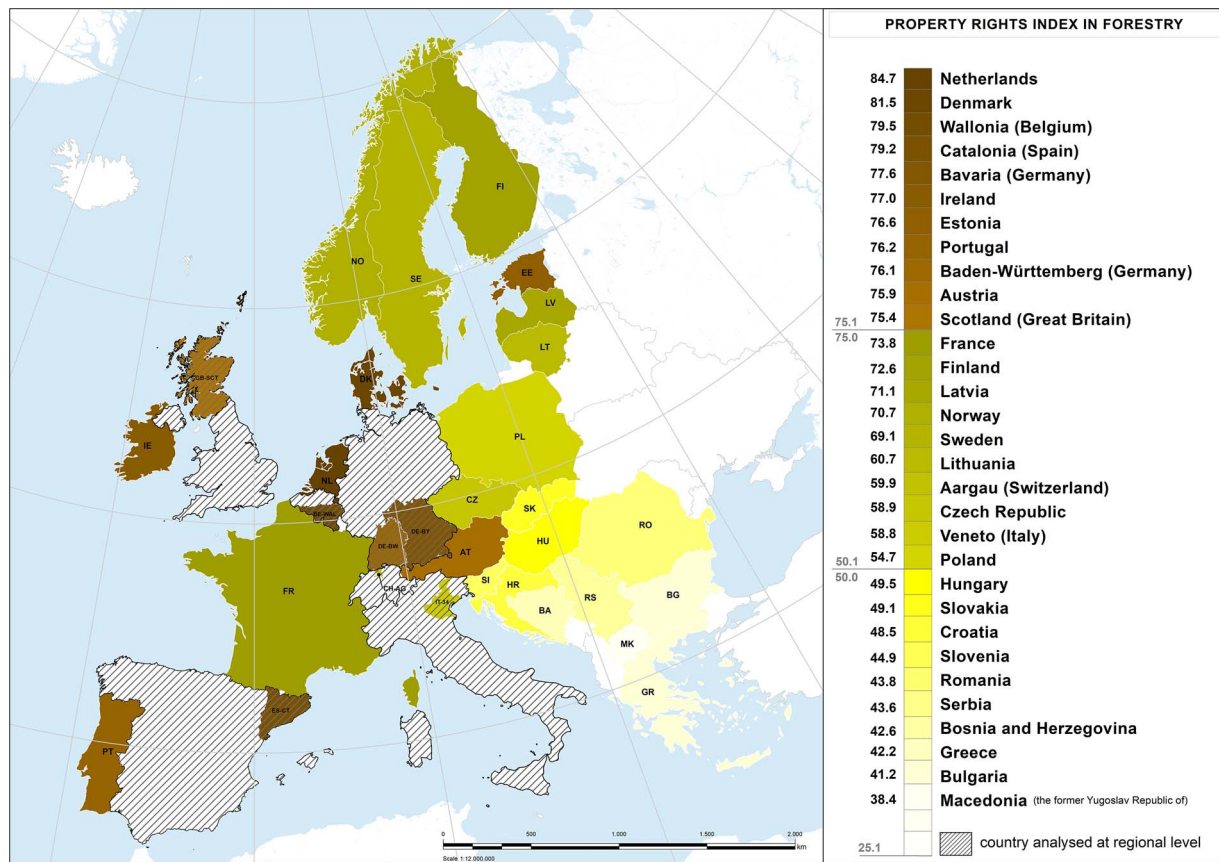 PROPERTY RIGHTS INDEX IN FORESTRY
84.7 Netherlands
81.5 Denmark
79.5 Wallonia (Belgium)
79.2 Catalonia (Spain)
77.6 Bavaria (Germany)
77.0 Ireland
76.6 Estonia
76.2 Portugal
76.1 Baden-Württemberg (Germany)
75.9 Austria
75.4 Scotland (Great Britain)
75.1
75.0
73.8 France
72.6 Finland
71.1 Latvia
70.7 Norway
69.1 Sweden
60.7 Lithuania
59.9 Aargau (Switzerland)
58.9 Czech Republic
58.8 Veneto (Italy)
54.7 Poland
50.1
50.0
49.5 Hungary
49.1 Slovakia
48.5 Croatia
44.9 Slovenia
43.8 Romania
43.6 Serbia
42.6 Bosnia and Herzegovina
42.2 Greece
41.2 Bulgaria
38.4 Macedonia (the former Yugoslav Republic of)
25.1
country analysed at regional level
FI
NO
SE
EE
LV
LT
DK
GB-SCT
IE
PL
NL
BE-WAL
CZ
SK
DE-BY
DE-BW
AT
HU
RO
FR
CH-AG
IT-34
SI
HR
BA
RS
BG
MK
GR
ES-CT
PT
0 500 1.000 2.000
km
Scale 1:12.000.000